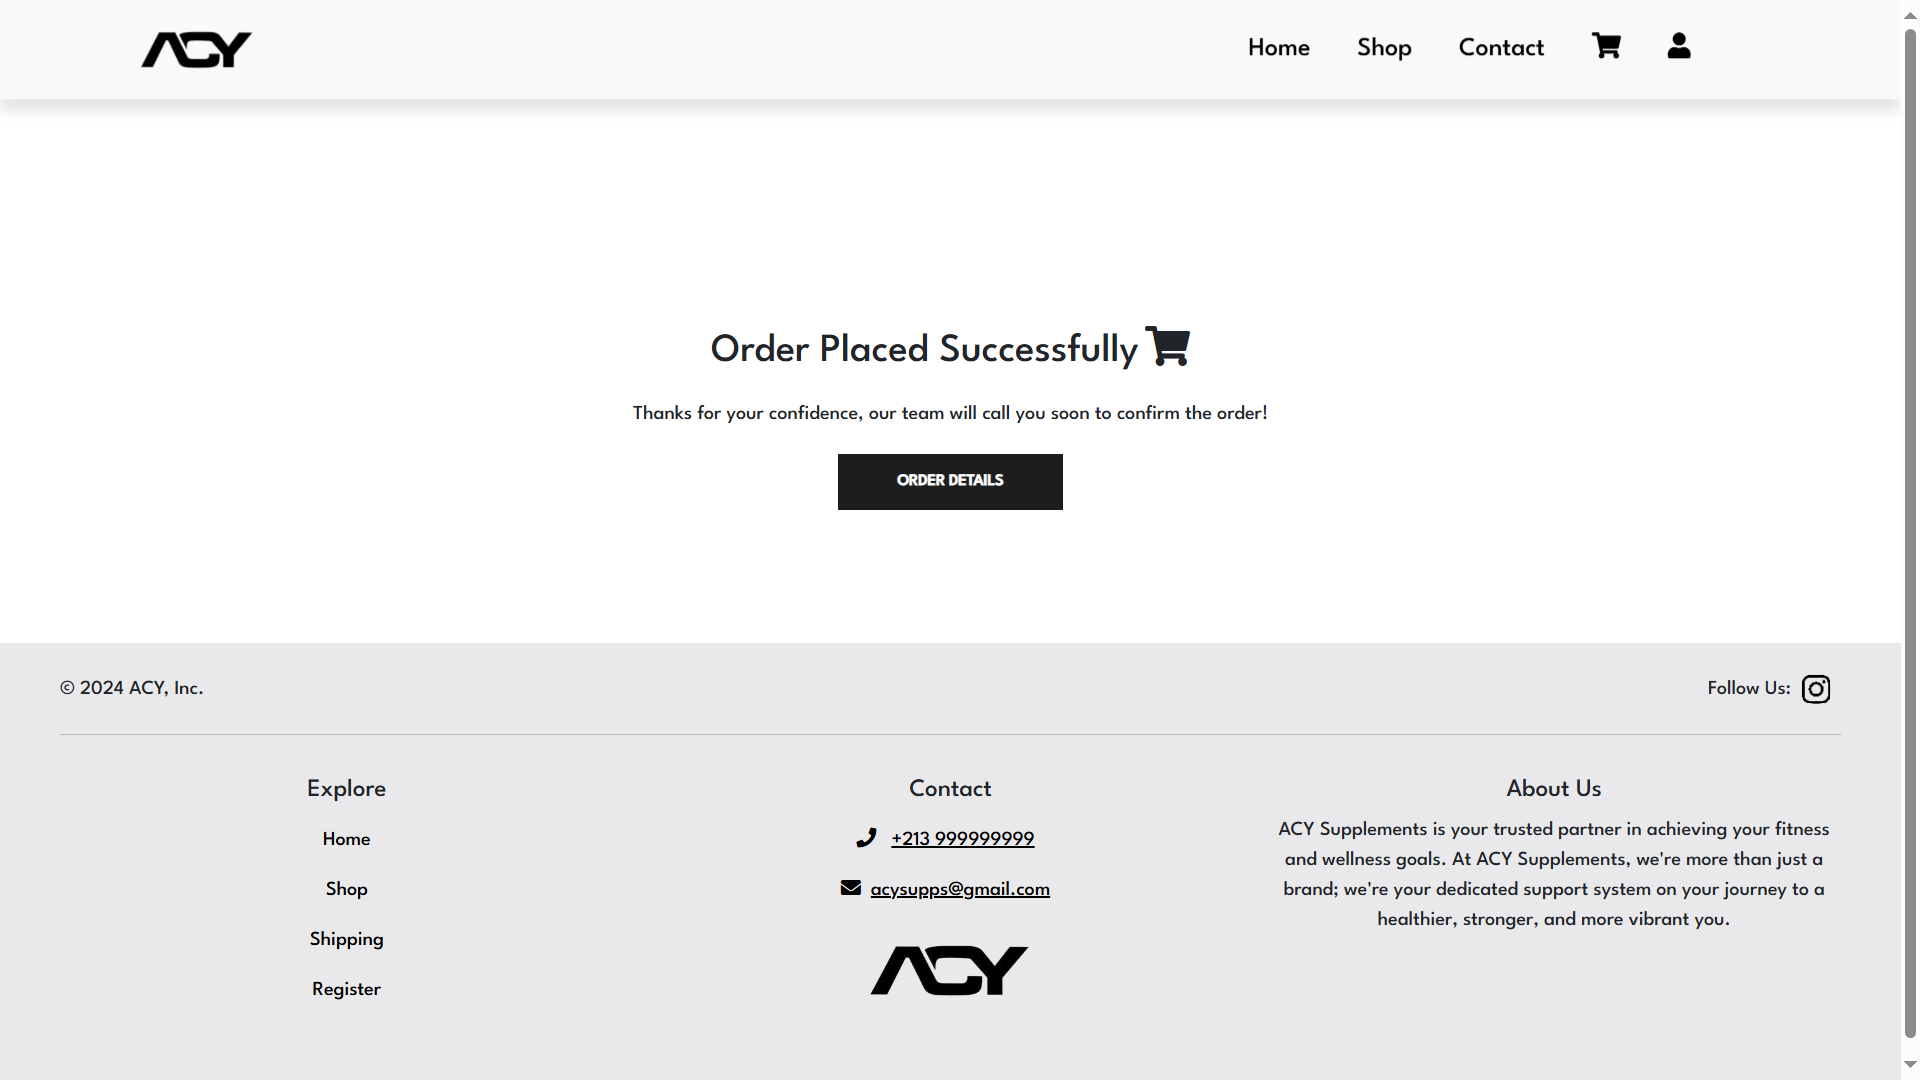 ACY
Home
Shop
Contact
Order Placed Successfully
Thanks for your confidence, our team will call you soon to confirm the order!
ORDER DETAILS
© 2024 ACY, Inc.
Follow Us:
Explore
Home
Shop
Shipping
Register
Contact
+213 999999999
acysupps@gmail.com
ACY
About Us
ACY Supplements is your trusted partner in achieving your fitness
and wellness goals. At ACY Supplements, we're more than just a
brand; we're your dedicated support system on your journey to a
healthier, stronger, and more vibrant you.